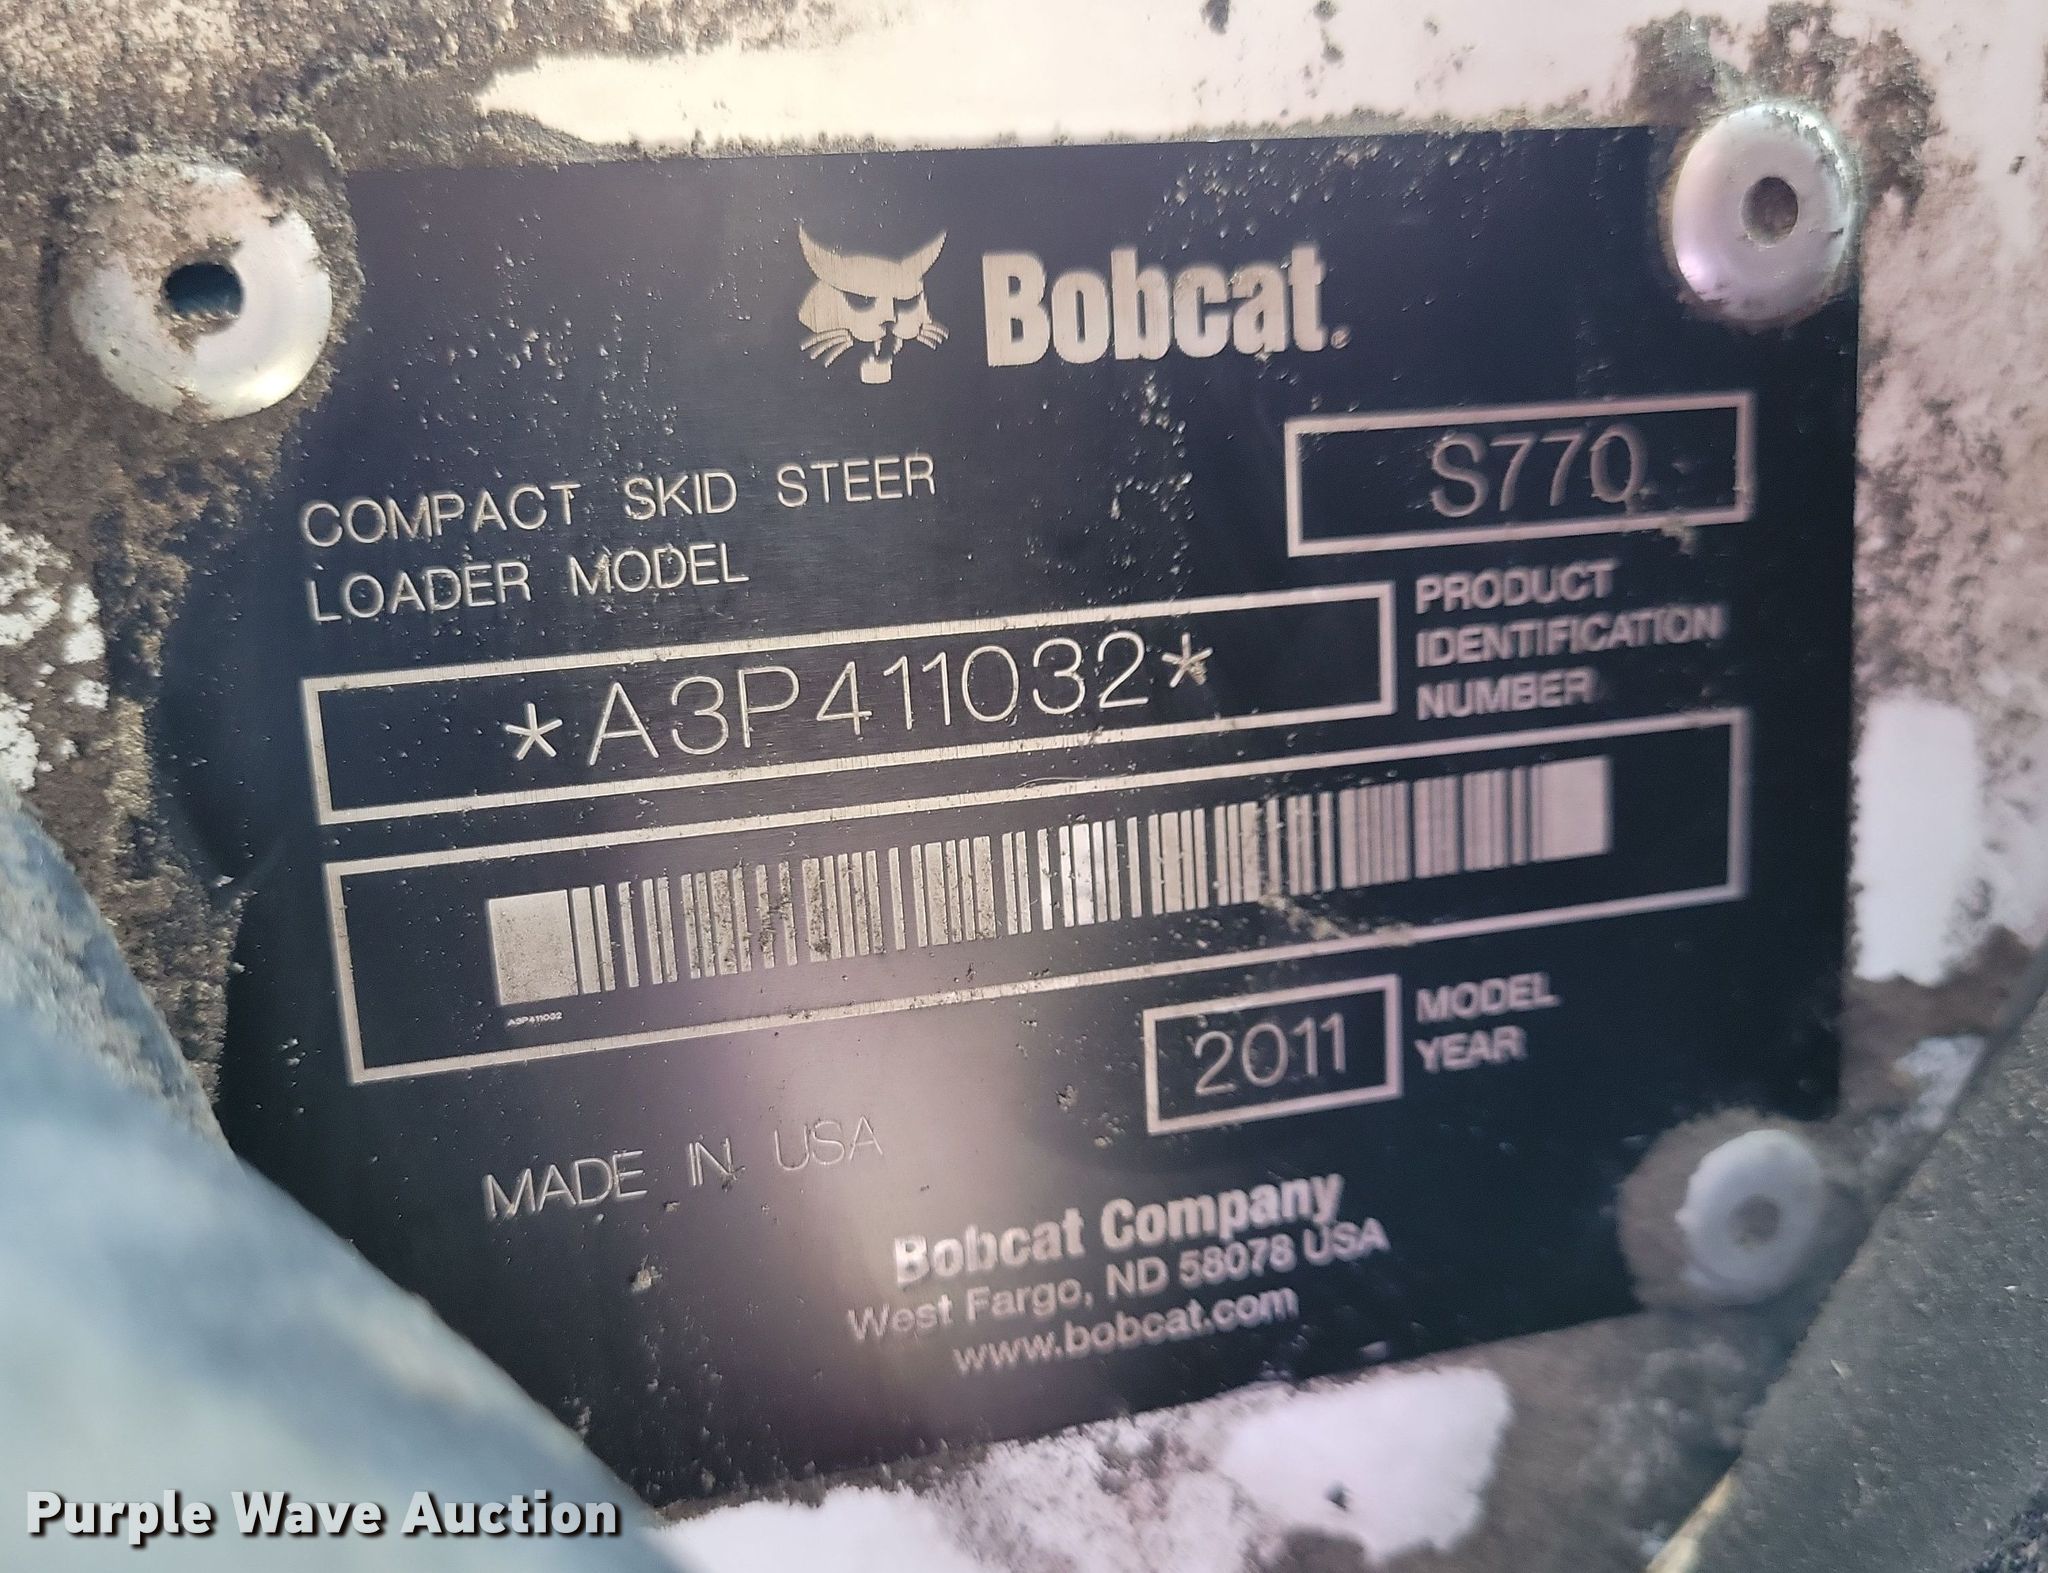 Bobcat®
S770
COMPACT SKID STEER
LOADER MODEL
PRODUCT
IDENTIFICATION
NUMBER
*A3P411032*
A3P411032
2011
MODEL
YEAR
MADE IN USA
Bobcat Company
West Fargo, ND 58078 USA
www.bobcat.com
Purple Wave Auction